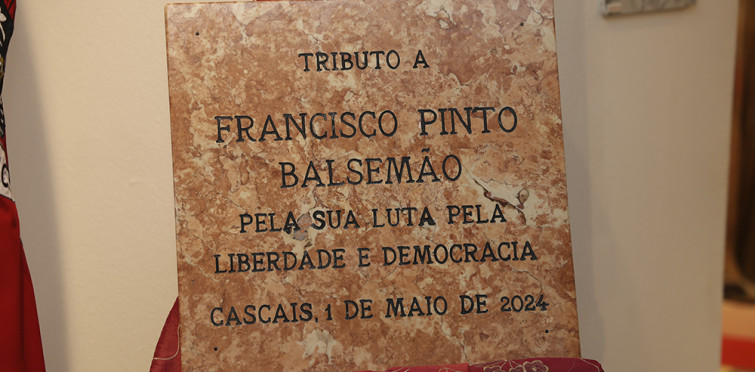 TRIBUTO A
FRANCISCO PINTO
BALSEMÃO
PELA SUA LUTA PELA
LIBERDADE E DEMOCRACIA
CASCAIS, 1 DE MAIO DE 2024